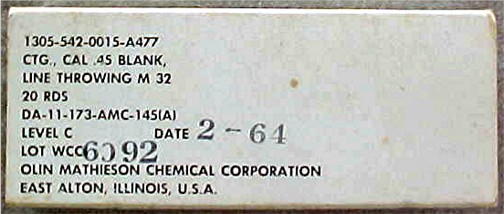 1305-542-0015-A477
CTG., CAL .45 BLANK,
LINE THROWING M 32
20 RDS
DA-11-173-AMC-145(A)
LEVEL C DATE 2-64
LOT WCC 6092
OLIN MATHIESON CHEMICAL CORPORATION
EAST ALTON, ILLINOIS, U.S.A.